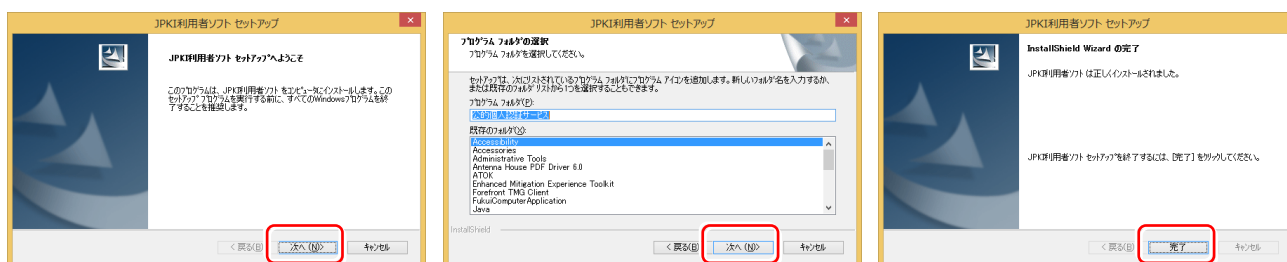 JPKI利用者ソフト セットアップ
JPKI利用者ソフト セットアップへようこそ
このプログラムは、JPKI利用者ソフト をコンピュータにインストールします。この
セットアップ プログラムを実行する前に、すべてのWindowsプログラムを終
了することを推奨します。
< 戻る(B)
次へ (N)>
キャンセル
JPKI利用者ソフト セットアップ
プログラム フォルダの選択
プログラム フォルダを選択してください。
セットアップは、次にリストされているプログラム フォルダにプログラム アイコンを追加します。新しいフォルダ名を入力するか、
または既存のフォルダ リストから1つを選択することもできます。
プログラム フォルダ(P):
公的個人認証サービス
既存のフォルダ(X):
Accessibility
Accessories
Administrative Tools
Antenna House PDF Driver 6.0
ATOK
Enhanced Mitigation Experience Toolkit
Forefront TMG Client
FukuiComputerApplication
Java
InstallShield
< 戻る(B)
次へ (N)>
キャンセル
JPKI利用者ソフト セットアップ
InstallShield Wizard の完了
JPKI利用者ソフト は正しくインストールされました。
JPKI利用者ソフト セットアップを終了するには、[完了] をクリックしてください。
< 戻る(B)
完了
キャンセル